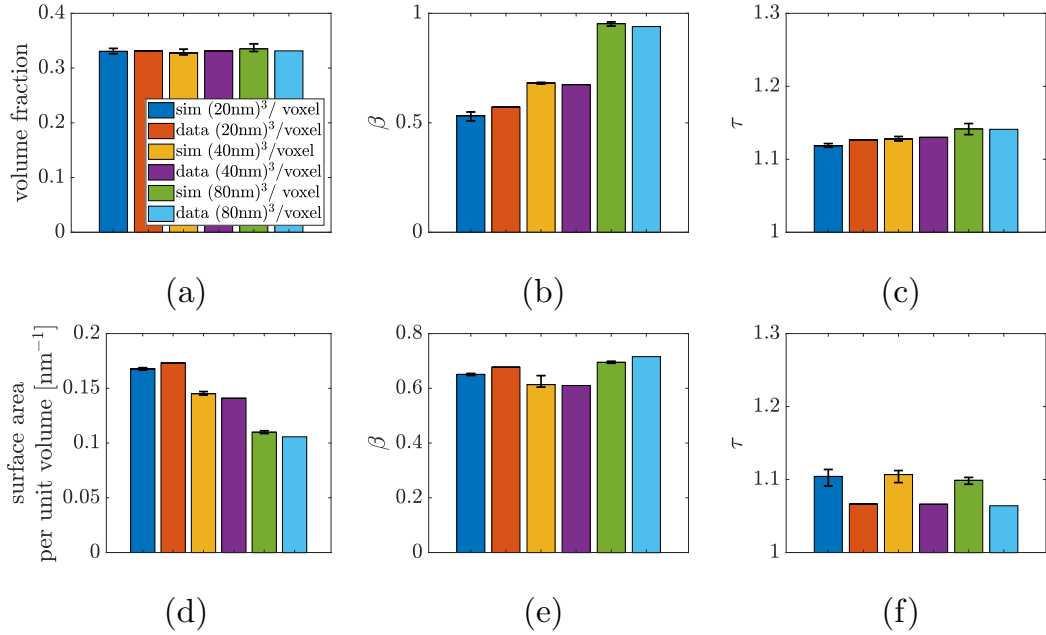 0.4
0.3
0.2
0.1
0
volume fraction
sim (20nm)³/ voxel
data (20nm)³/voxel
sim (40nm)³/ voxel
data (40nm)³/voxel
sim (80nm)³/ voxel
data (80nm)³/voxel
(a)
1
0.5
0
β
(b)
1.3
1.2
1.1
1
τ
(c)
0.2
0.15
0.1
0.05
0
surface area
per unit volume [nm⁻¹]
(d)
0.8
0.6
0.4
0.2
0
β
(e)
1.3
1.2
1.1
1
τ
(f)